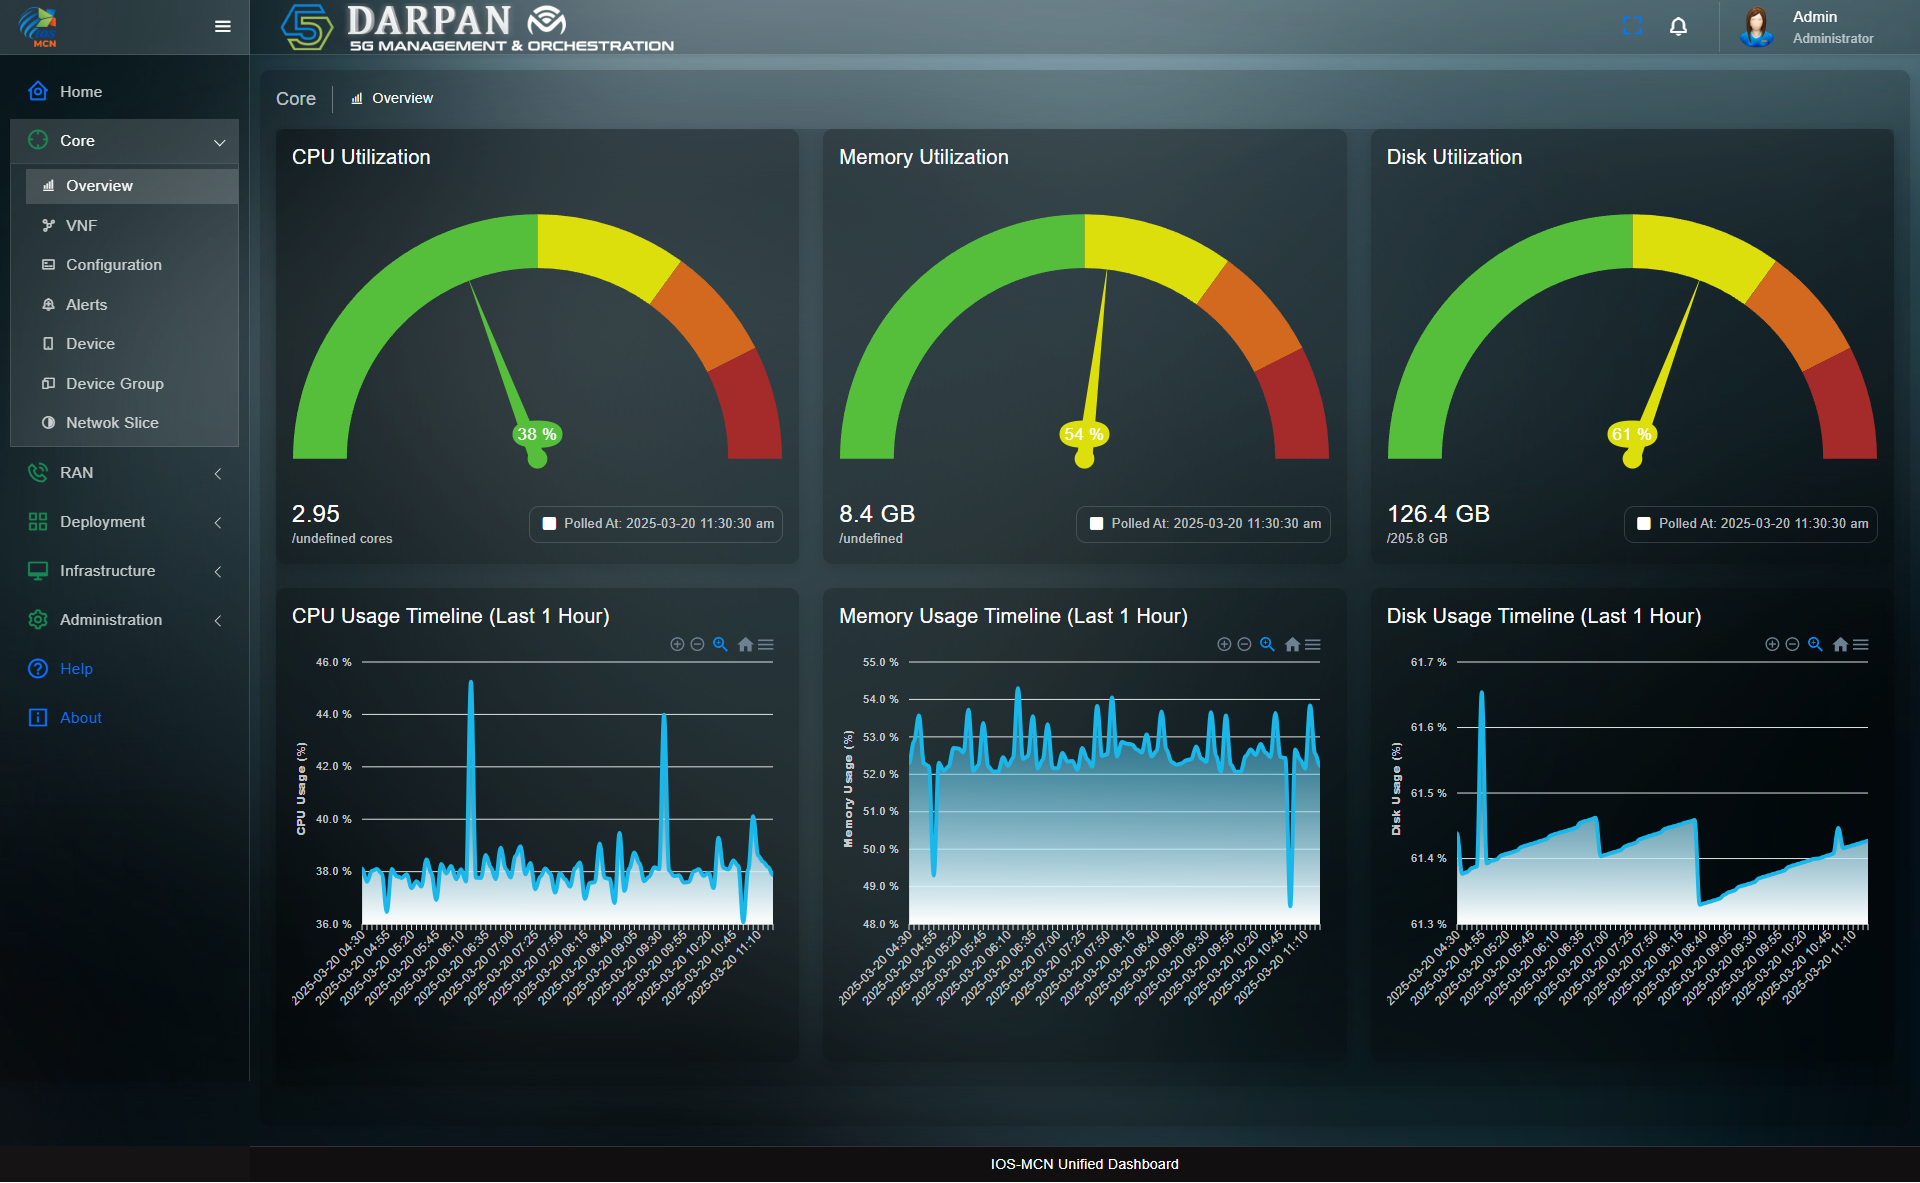 IOS
MCN
5
DARPAN
5G MANAGEMENT & ORCHESTRATION
Admin
Administrator
Home
Core
Overview
VNF
Configuration
Alerts
Device
Device Group
Netwok Slice
RAN
Deployment
Infrastructure
Administration
Help
About
Core
Overview
CPU Utilization
38 %
2.95
/undefined cores
Polled At: 2025-03-20 11:30:30 am
Memory Utilization
54 %
8.4 GB
/undefined
Polled At: 2025-03-20 11:30:30 am
Disk Utilization
61 %
126.4 GB
/205.8 GB
Polled At: 2025-03-20 11:30:30 am
CPU Usage Timeline (Last 1 Hour)
CPU Usage (%)
46.0 %
44.0 %
42.0 %
40.0 %
38.0 %
36.0 %
2025-03-20 04:30
2025-03-20 04:55
2025-03-20 05:20
2025-03-20 05:45
2025-03-20 06:10
2025-03-20 06:35
2025-03-20 07:00
2025-03-20 07:25
2025-03-20 07:50
2025-03-20 08:15
2025-03-20 08:40
2025-03-20 09:05
2025-03-20 09:30
2025-03-20 09:55
2025-03-20 10:20
2025-03-20 10:45
2025-03-20 11:10
Memory Usage Timeline (Last 1 Hour)
Memory Usage (%)
55.0 %
54.0 %
53.0 %
52.0 %
51.0 %
50.0 %
49.0 %
48.0 %
2025-03-20 04:30
2025-03-20 04:55
2025-03-20 05:20
2025-03-20 05:45
2025-03-20 06:10
2025-03-20 06:35
2025-03-20 07:00
2025-03-20 07:25
2025-03-20 07:50
2025-03-20 08:15
2025-03-20 08:40
2025-03-20 09:05
2025-03-20 09:30
2025-03-20 09:55
2025-03-20 10:20
2025-03-20 10:45
2025-03-20 11:10
Disk Usage Timeline (Last 1 Hour)
Disk Usage (%)
61.7 %
61.6 %
61.5 %
61.4 %
61.3 %
2025-03-20 04:30
2025-03-20 04:55
2025-03-20 05:20
2025-03-20 05:45
2025-03-20 06:10
2025-03-20 06:35
2025-03-20 07:00
2025-03-20 07:25
2025-03-20 07:50
2025-03-20 08:15
2025-03-20 08:40
2025-03-20 09:05
2025-03-20 09:30
2025-03-20 09:55
2025-03-20 10:20
2025-03-20 10:45
2025-03-20 11:10
IOS-MCN Unified Dashboard